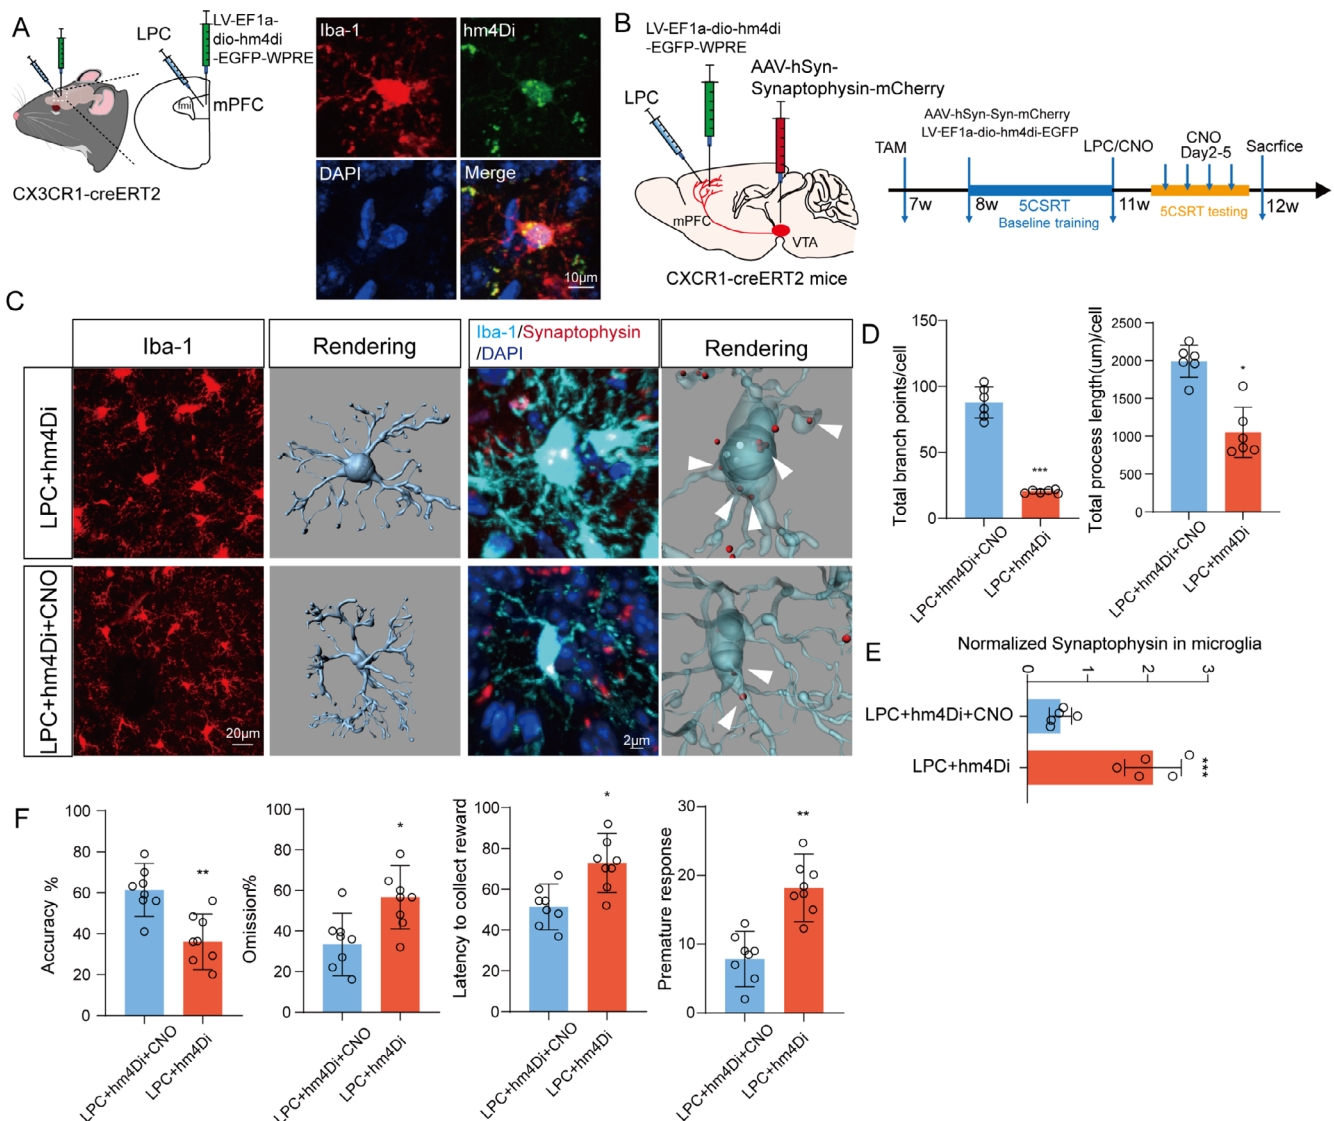 A
LPC
LV-EF1a-
dio-hm4di
-EGFP-WPRE
fmi
mPFC
CX3CR1-creERT2
Iba-1
hm4Di
DAPI
Merge
10μm
B
LV-EF1a-dio-hm4di
-EGFP-WPRE
AAV-hSyn-
Synaptophysin-mCherry
LPC
mPFC
VTA
CXCR1-creERT2 mice
AAV-hSyn-Syn-mCherry
LV-EF1a-dio-hm4di-EGFP
TAM
LPC/CNO
CNO
Day2-5
Sacrfice
7w
8w
5CSRT
Baseline training
11w
5CSRT testing
12w
C
Iba-1
Rendering
Iba-1/Synaptophysin
/DAPI
Rendering
LPC+hm4Di
LPC+hm4Di+CNO
20μm
2μm
D
Total branch points/cell
150
100
50
0
***
LPC+hm4Di+CNO
LPC+hm4Di
Total process length(um)/cell
2500
2000
1500
1000
500
0
*
LPC+hm4Di+CNO
LPC+hm4Di
E
Normalized Synaptophysin in microglia
0
1
2
3
LPC+hm4Di+CNO
LPC+hm4Di
***
F
Accuracy %
100
80
60
40
20
0
**
LPC+hm4Di+CNO
LPC+hm4Di
Omission%
100
80
60
40
20
0
*
LPC+hm4Di+CNO
LPC+hm4Di
Latency to collect reward
100
80
60
40
20
0
*
LPC+hm4Di+CNO
LPC+hm4Di
Premature response
30
20
10
0
**
LPC+hm4Di+CNO
LPC+hm4Di